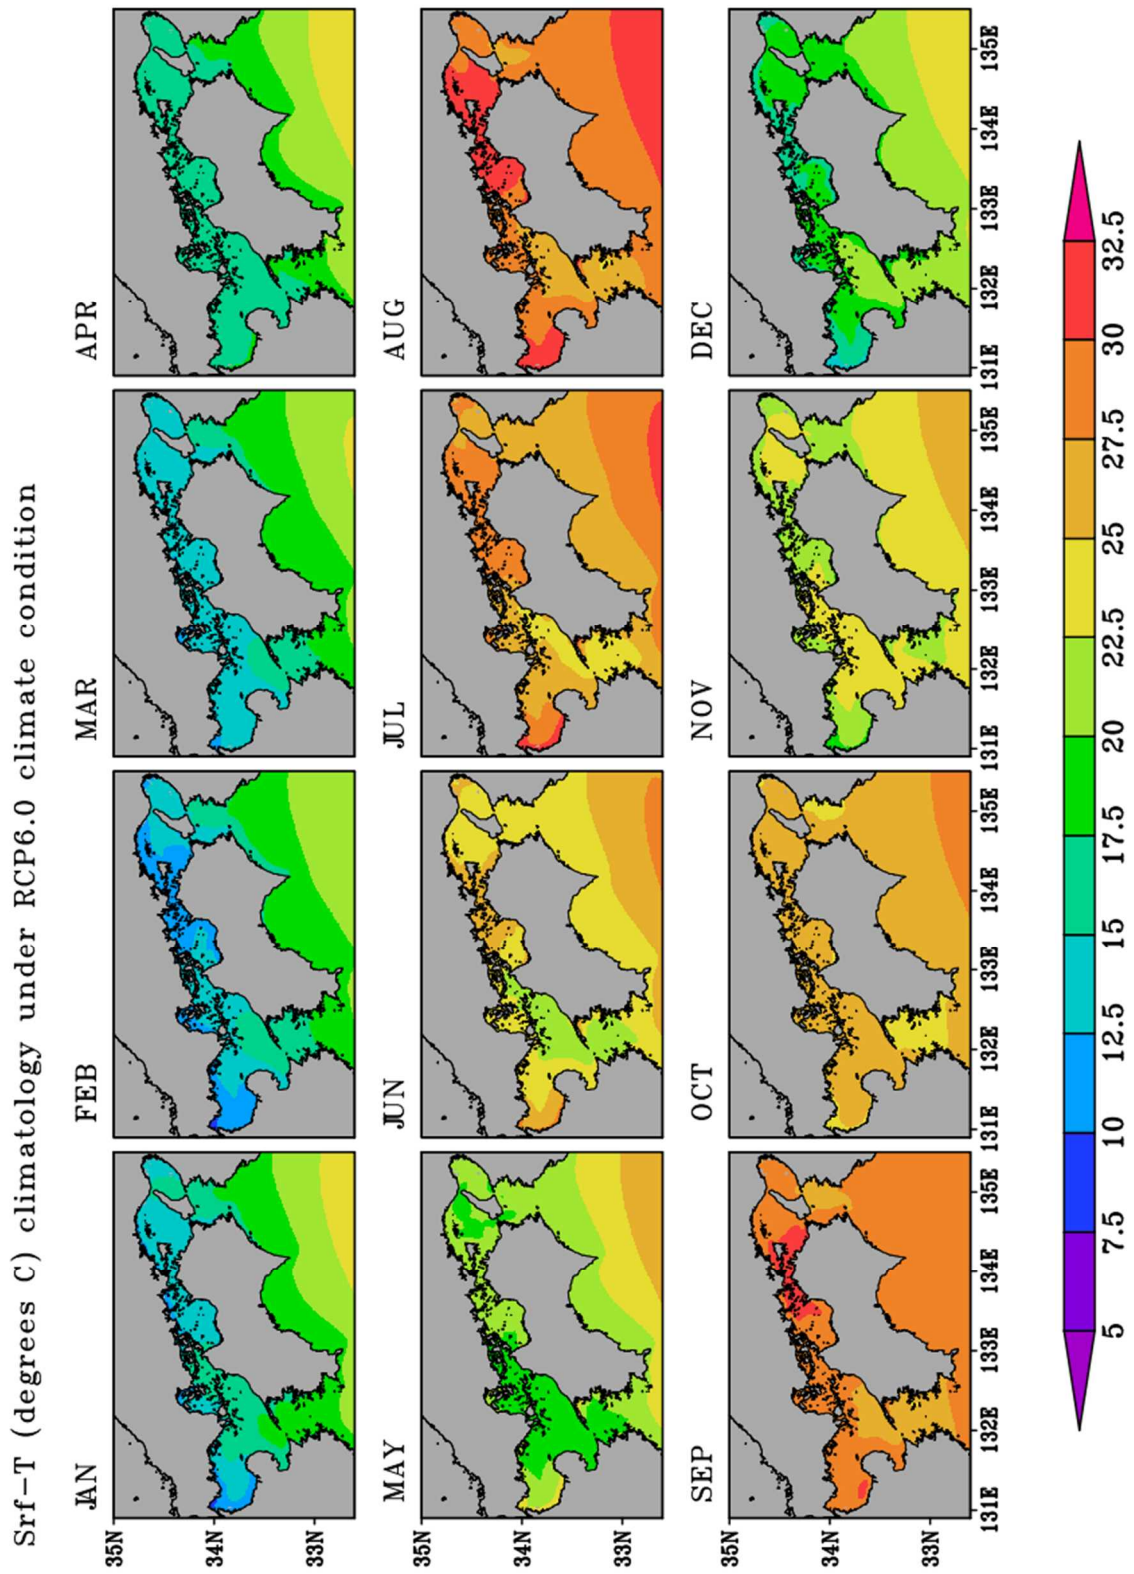 Srf-T (degrees C) climatology under RCP6.0 climate condition
JAN
FEB
MAR
APR
35N
34N
33N
MAY
JUN
JUL
AUG
35N
34N
33N
SEP
OCT
NOV
DEC
35N
34N
33N
131E 132E 133E 134E 135E
131E 132E 133E 134E 135E
131E 132E 133E 134E 135E
131E 132E 133E 134E 135E
5 7.5 10 12.5 15 17.5 20 22.5 25 27.5 30 32.5